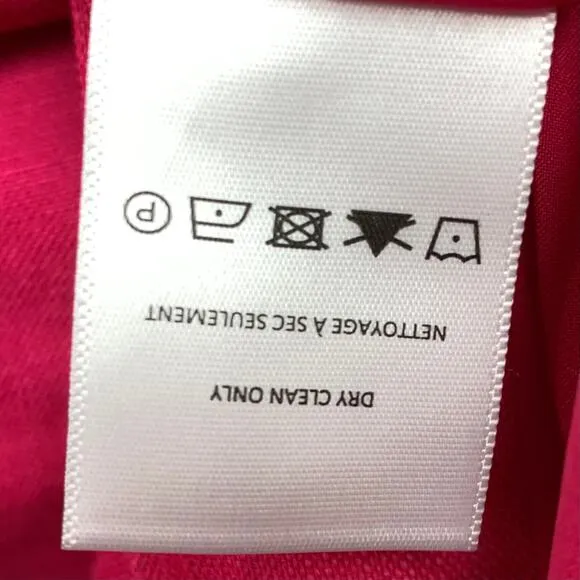 DRY CLEAN ONLY
NETTOYAGE À SEC SEULEMENT
P